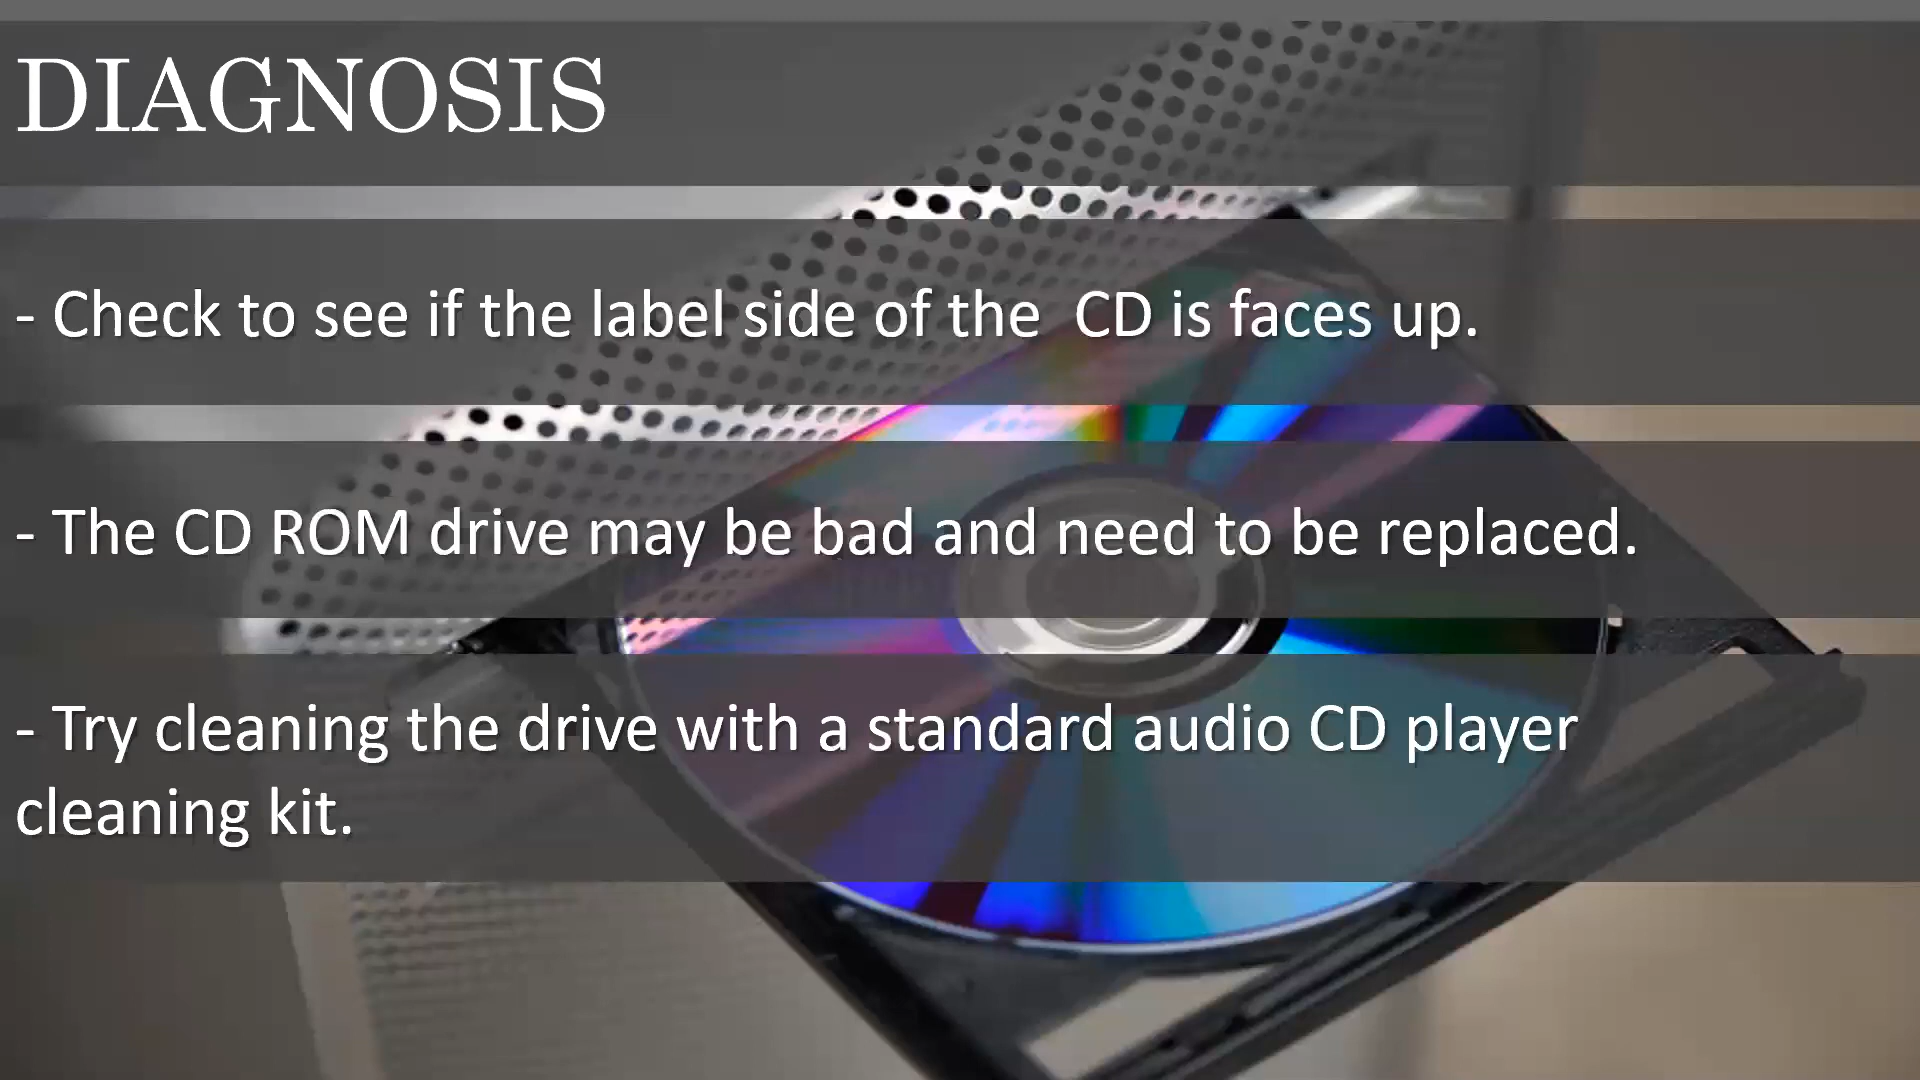 DIAGNOSIS
- Check to see if the label side of the  CD is faces up.
- The CD ROM drive may be bad and need to be replaced.
- Try cleaning the drive with a standard audio CD player
cleaning kit.